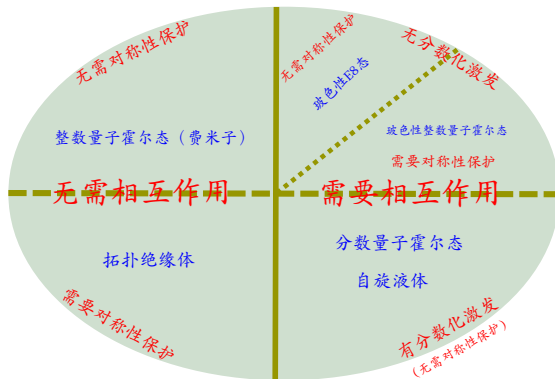 无需对称性保护
整数量子霍尔态（费米子）
无需相互作用
拓扑绝缘体
需要对称性保护
无需对称性保护
玻色性E8态
无分数化激发
玻色性整数量子霍尔态
需要对称性保护
需要相互作用
分数量子霍尔态
自旋液体
有分数化激发
(无需对称性保护)